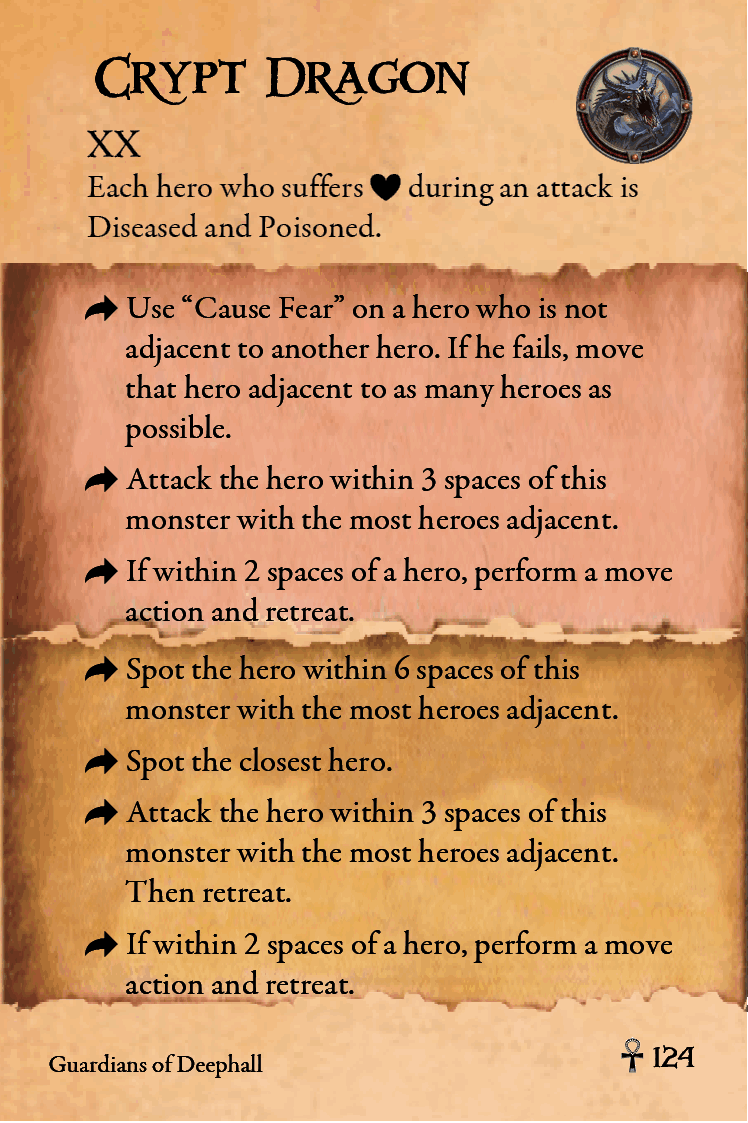 Crypt Dragon
XX
Each hero who suffers ♥ during an attack is
Diseased and Poisoned.
Use “Cause Fear” on a hero who is not
adjacent to another hero. If he fails, move
that hero adjacent to as many heroes as
possible.
Attack the hero within 3 spaces of this
monster with the most heroes adjacent.
If within 2 spaces of a hero, perform a move
action and retreat.
Spot the hero within 6 spaces of this
monster with the most heroes adjacent.
Spot the closest hero.
Attack the hero within 3 spaces of this
monster with the most heroes adjacent.
Then retreat.
If within 2 spaces of a hero, perform a move
action and retreat.
Guardians of Deephall
☥ 124